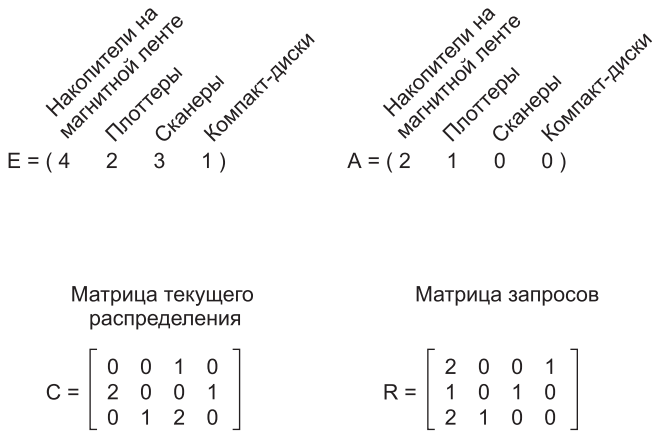 Накопители на
магнитной ленте
Плоттеры
Сканеры
Компакт-диски
E = ( 4 2 3 1 )
Накопители на
магнитной ленте
Плоттеры
Сканеры
Компакт-диски
A = ( 2 1 0 0 )
Матрица текущего
распределения
0 0 1 0
C = 2 0 0 1
0 1 2 0
Матрица запросов
2 0 0 1
R = 1 0 1 0
2 1 0 0